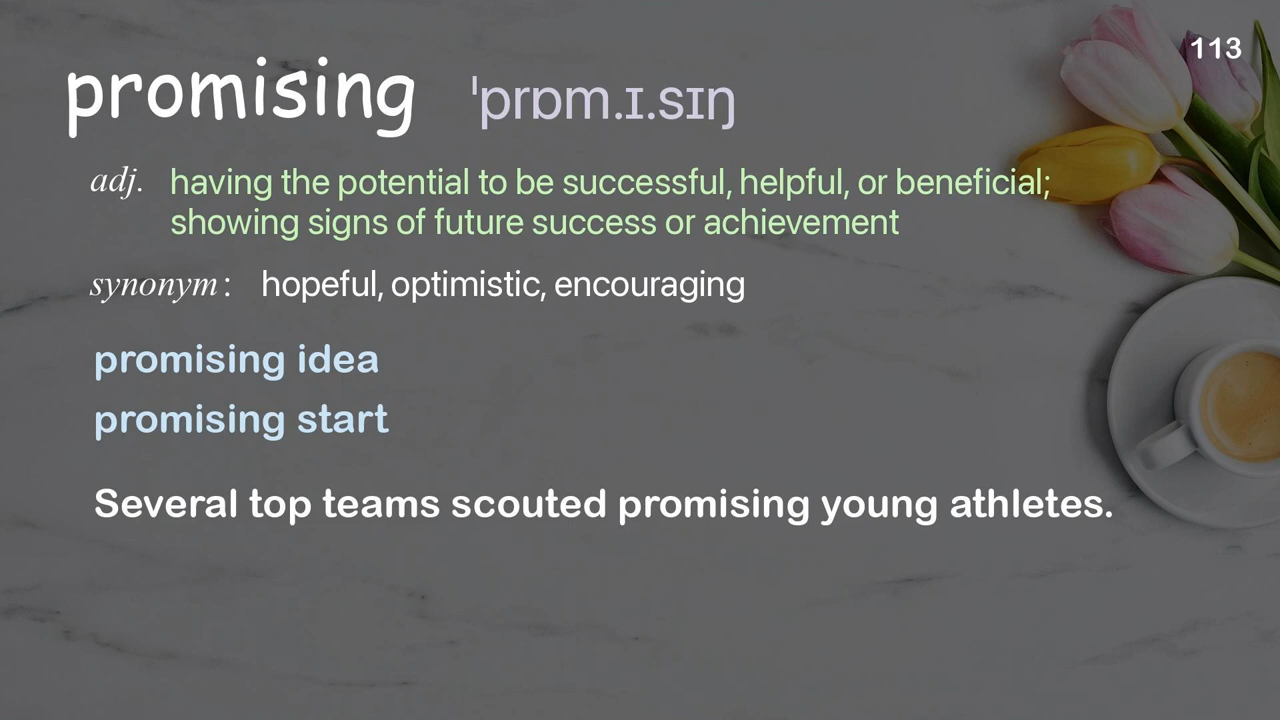 113
promising ˈprɒm.ɪ.sɪŋ
adj. having the potential to be successful, helpful, or beneficial;
showing signs of future success or achievement
synonym : hopeful, optimistic, encouraging
promising idea
promising start
Several top teams scouted promising young athletes.